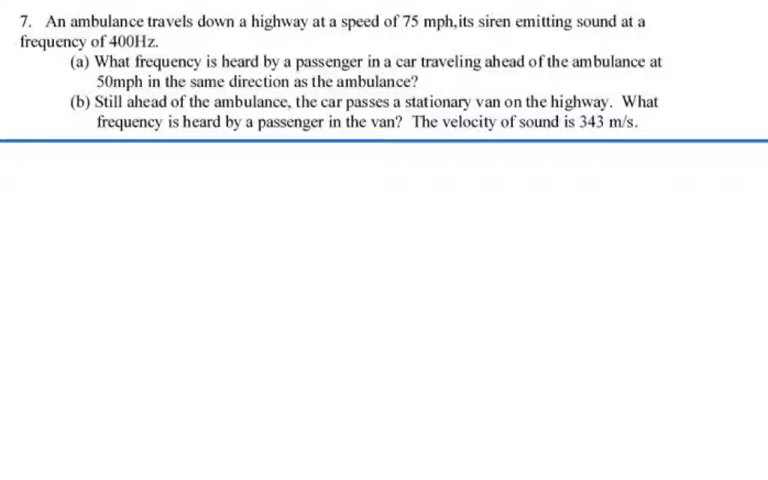 7. An ambulance travels down a highway at a speed of 75 mph,its siren emitting sound at a
frequency of 400Hz.
(a) What frequency is heard by a passenger in a car traveling ahead of the ambulance at
50mph in the same direction as the ambulance?
(b) Still ahead of the ambulance, the car passes a stationary van on the highway. What
frequency is heard by a passenger in the van? The velocity of sound is 343 m/s.